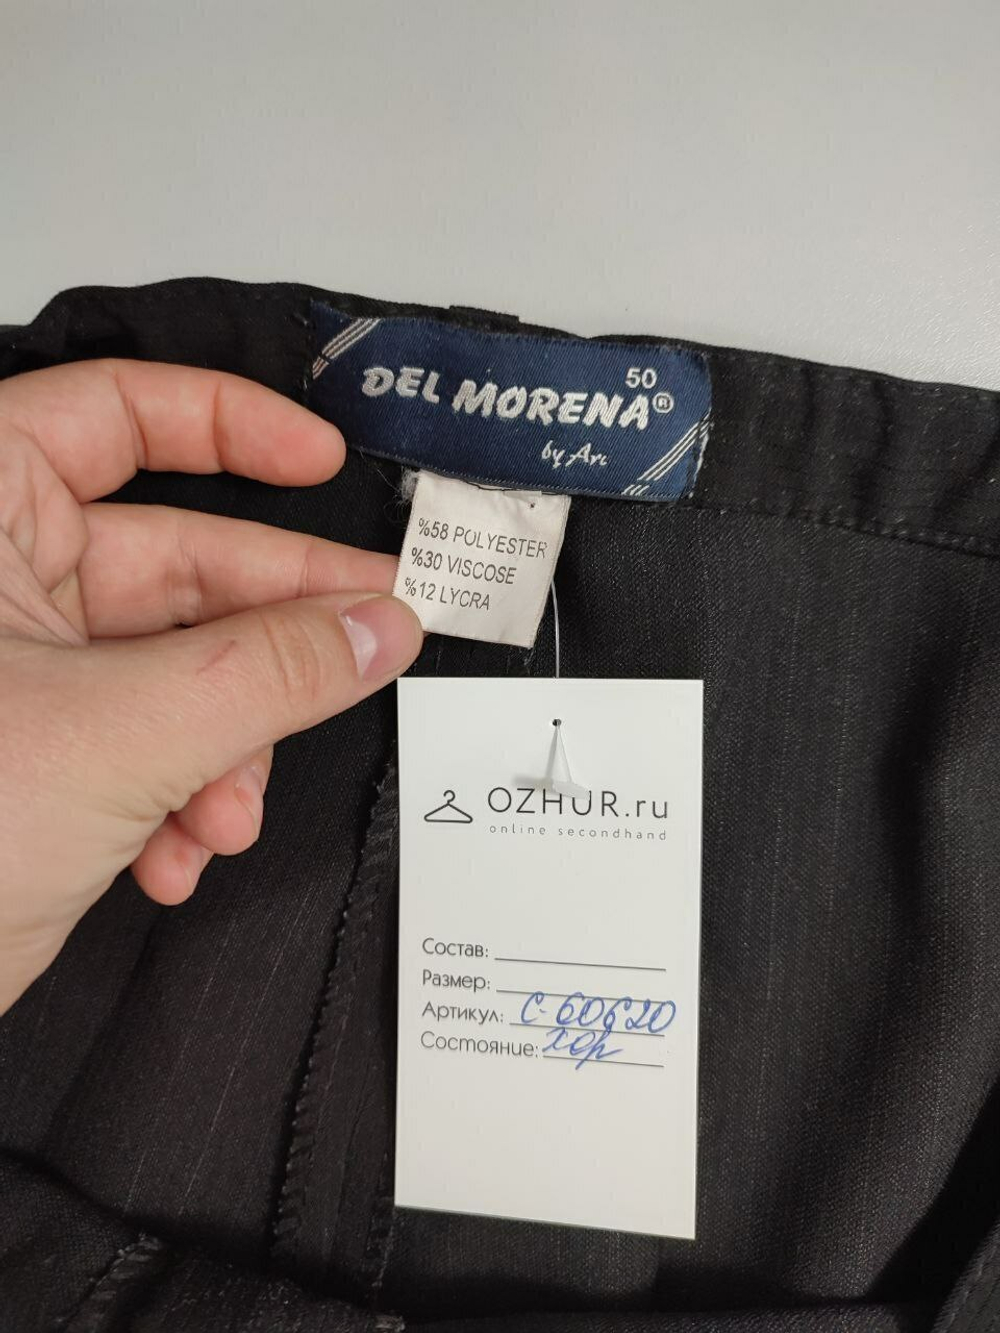 50
DEL MORENA®
by Arc
%58 POLYESTER
%30 VISCOSE
%12 LYCRA
OZHUR.ru
online secondhand
Состав:
Размер:
Артикул: С-60620
Состояние: хор